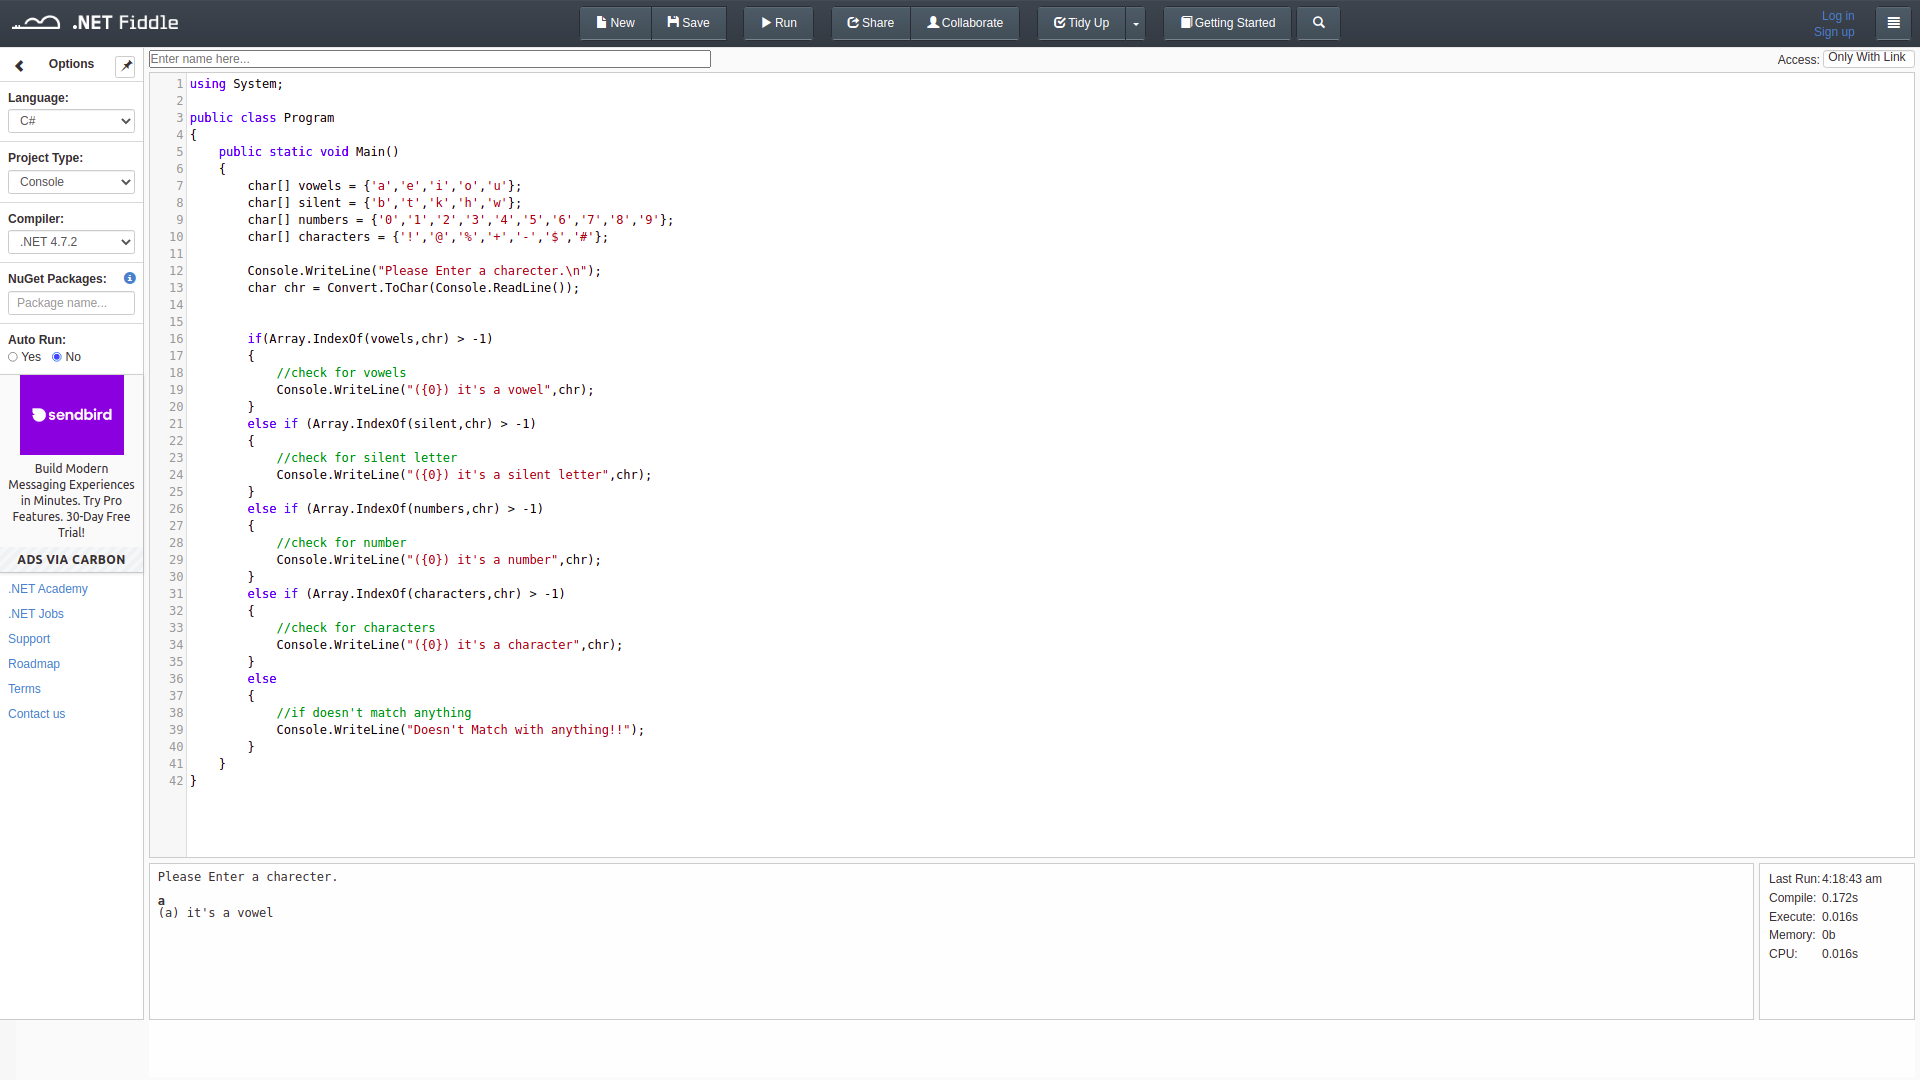 .NET Fiddle
New
Save
Run
Share
Collaborate
Tidy Up
Getting Started
Log in
Sign up
Options
Language:
C#
Project Type:
Console
Compiler:
.NET 4.7.2
NuGet Packages:
Package name...
Auto Run:
Yes No
sendbird
Build Modern
Messaging Experiences
in Minutes. Try Pro
Features. 30-Day Free
Trial!
ADS VIA CARBON
.NET Academy
.NET Jobs
Support
Roadmap
Terms
Contact us
Enter name here...
Access: Only With Link
1 using System;
2
3 public class Program
4 {
5     public static void Main()
6     {
7         char[] vowels = {'a','e','i','o','u'};
8         char[] silent = {'b','t','k','h','w'};
9         char[] numbers = {'0','1','2','3','4','5','6','7','8','9'};
10         char[] characters = {'!','@','%','+','-','$','#'};
11
12         Console.WriteLine("Please Enter a charecter.\n");
13         char chr = Convert.ToChar(Console.ReadLine());
14
15
16         if(Array.IndexOf(vowels,chr) > -1)
17         {
18             //check for vowels
19             Console.WriteLine("({0}) it's a vowel",chr);
20         }
21         else if (Array.IndexOf(silent,chr) > -1)
22         {
23             //check for silent letter
24             Console.WriteLine("({0}) it's a silent letter",chr);
25         }
26         else if (Array.IndexOf(numbers,chr) > -1)
27         {
28             //check for number
29             Console.WriteLine("({0}) it's a number",chr);
30         }
31         else if (Array.IndexOf(characters,chr) > -1)
32         {
33             //check for characters
34             Console.WriteLine("({0}) it's a character",chr);
35         }
36         else
37         {
38             //if doesn't match anything
39             Console.WriteLine("Doesn't Match with anything!!");
40         }
41     }
42 }
Please Enter a charecter.
a
(a) it's a vowel
Last Run: 4:18:43 am
Compile: 0.172s
Execute: 0.016s
Memory: 0b
CPU: 0.016s